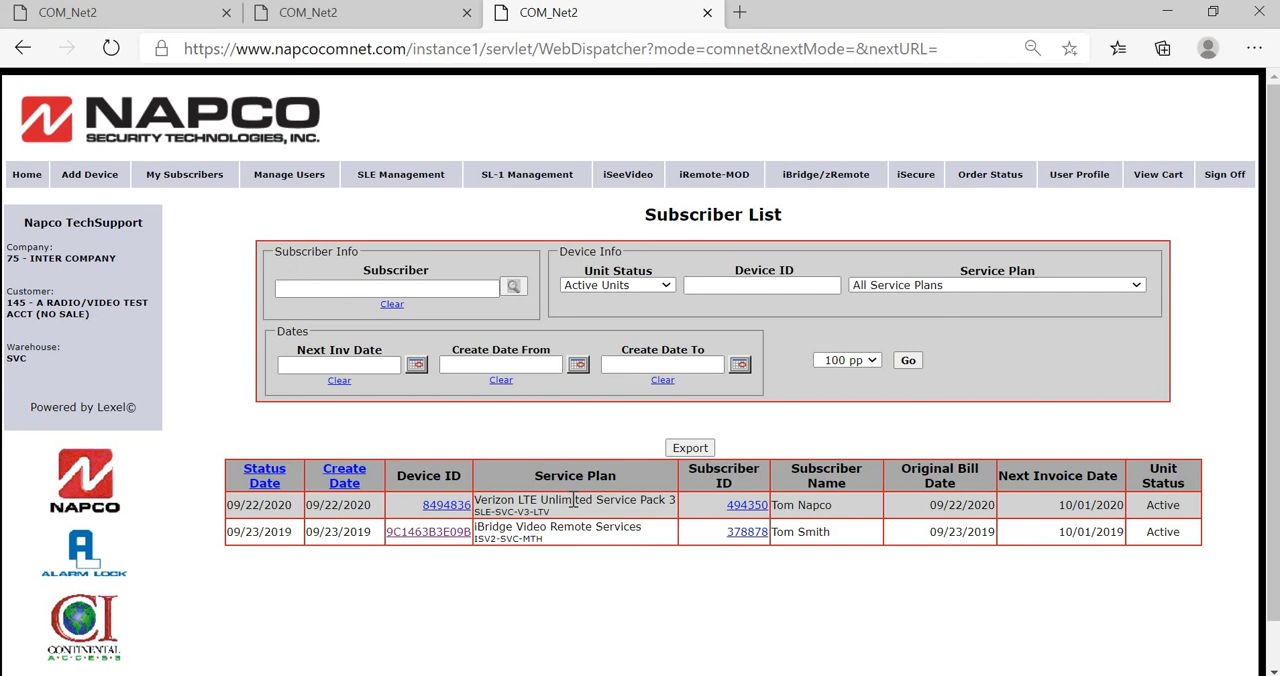 COM_Net2 COM_Net2 COM_Net2
https://www.napcocomnet.com/instance1/servlet/WebDispatcher?mode=comnet&nextMode=&nextURL=
NAPCO
SECURITY TECHNOLOGIES, INC.
Home Add Device My Subscribers Manage Users SLE Management SL-1 Management iSeeVideo iRemote-MOD iBridge/zRemote iSecure Order Status User Profile View Cart Sign Off
Napco TechSupport
Company:
75 - INTER COMPANY
Customer:
145 - A RADIO/VIDEO TEST
ACCT (NO SALE)
Warehouse:
SVC
Powered by Lexel©
NAPCO
ALARM LOCK
CI
CONTINENTAL
A·C·C·E·S·S
Subscriber List
Subscriber Info
Subscriber
Clear
Device Info
Unit Status Device ID Service Plan
Active Units All Service Plans
Dates
Next Inv Date Create Date From Create Date To
Clear Clear Clear
100 pp Go
Export
Status Date Create Date Device ID Service Plan Subscriber ID Subscriber Name Original Bill Date Next Invoice Date Unit Status
09/22/2020 09/22/2020 8494836 Verizon LTE Unlimited Service Pack 3 494350 Tom Napco 09/22/2020 10/01/2020 Active
SLE-SVC-V3-LTV
09/23/2019 09/23/2019 9C1463B3E09B iBridge Video Remote Services 378878 Tom Smith 09/23/2019 10/01/2020 Active
ISV2-SVC-MTH